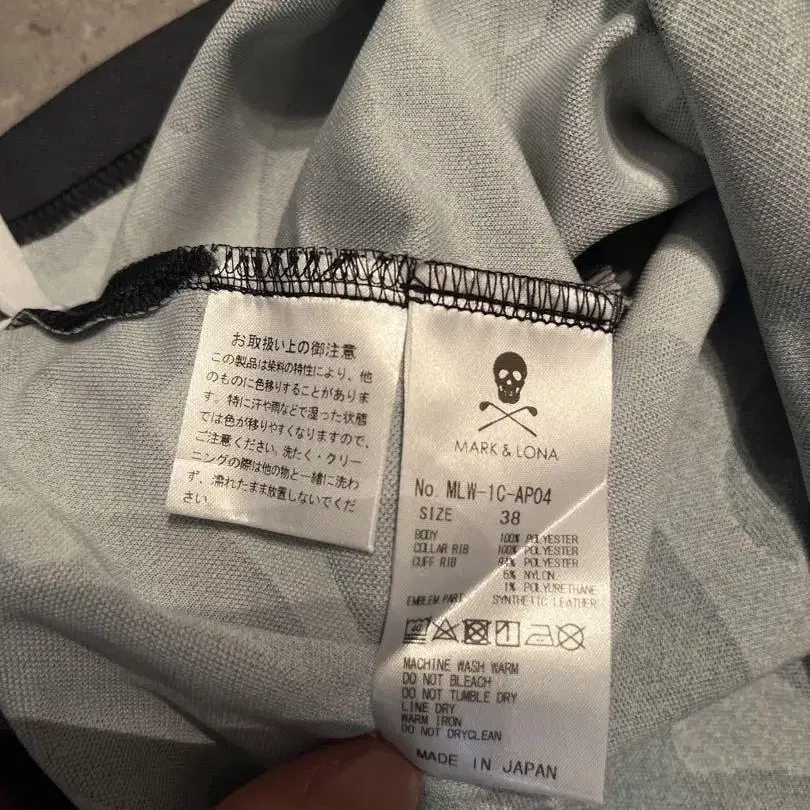 お取扱い上の御注意
この製品は染料の特性により、他
のものに色移りすることがありま
す。特に汗や雨などで湿った状態
では色が移りやすくなりますので、
ご注意ください。洗たく・クリー
ニングの際は他の物と一緒に洗わ
ず、濡れたまま放置しないでくだ
さい。
MARK & LONA
No. MLW-1C-AP04
SIZE 38
BODY 100% POLYESTER
COLLAR RIB 100% POLYESTER
CUFF RIB POLYESTER
NYLON
1% POLYURETHANE
EMBLEM PART SYNTHETIC LEATHER
MACHINE WASH WARM
DO NOT BLEACH
DO NOT TUMBLE DRY
LINE DRY
WARM IRON
DO NOT DRYCLEAN
MADE IN JAPAN